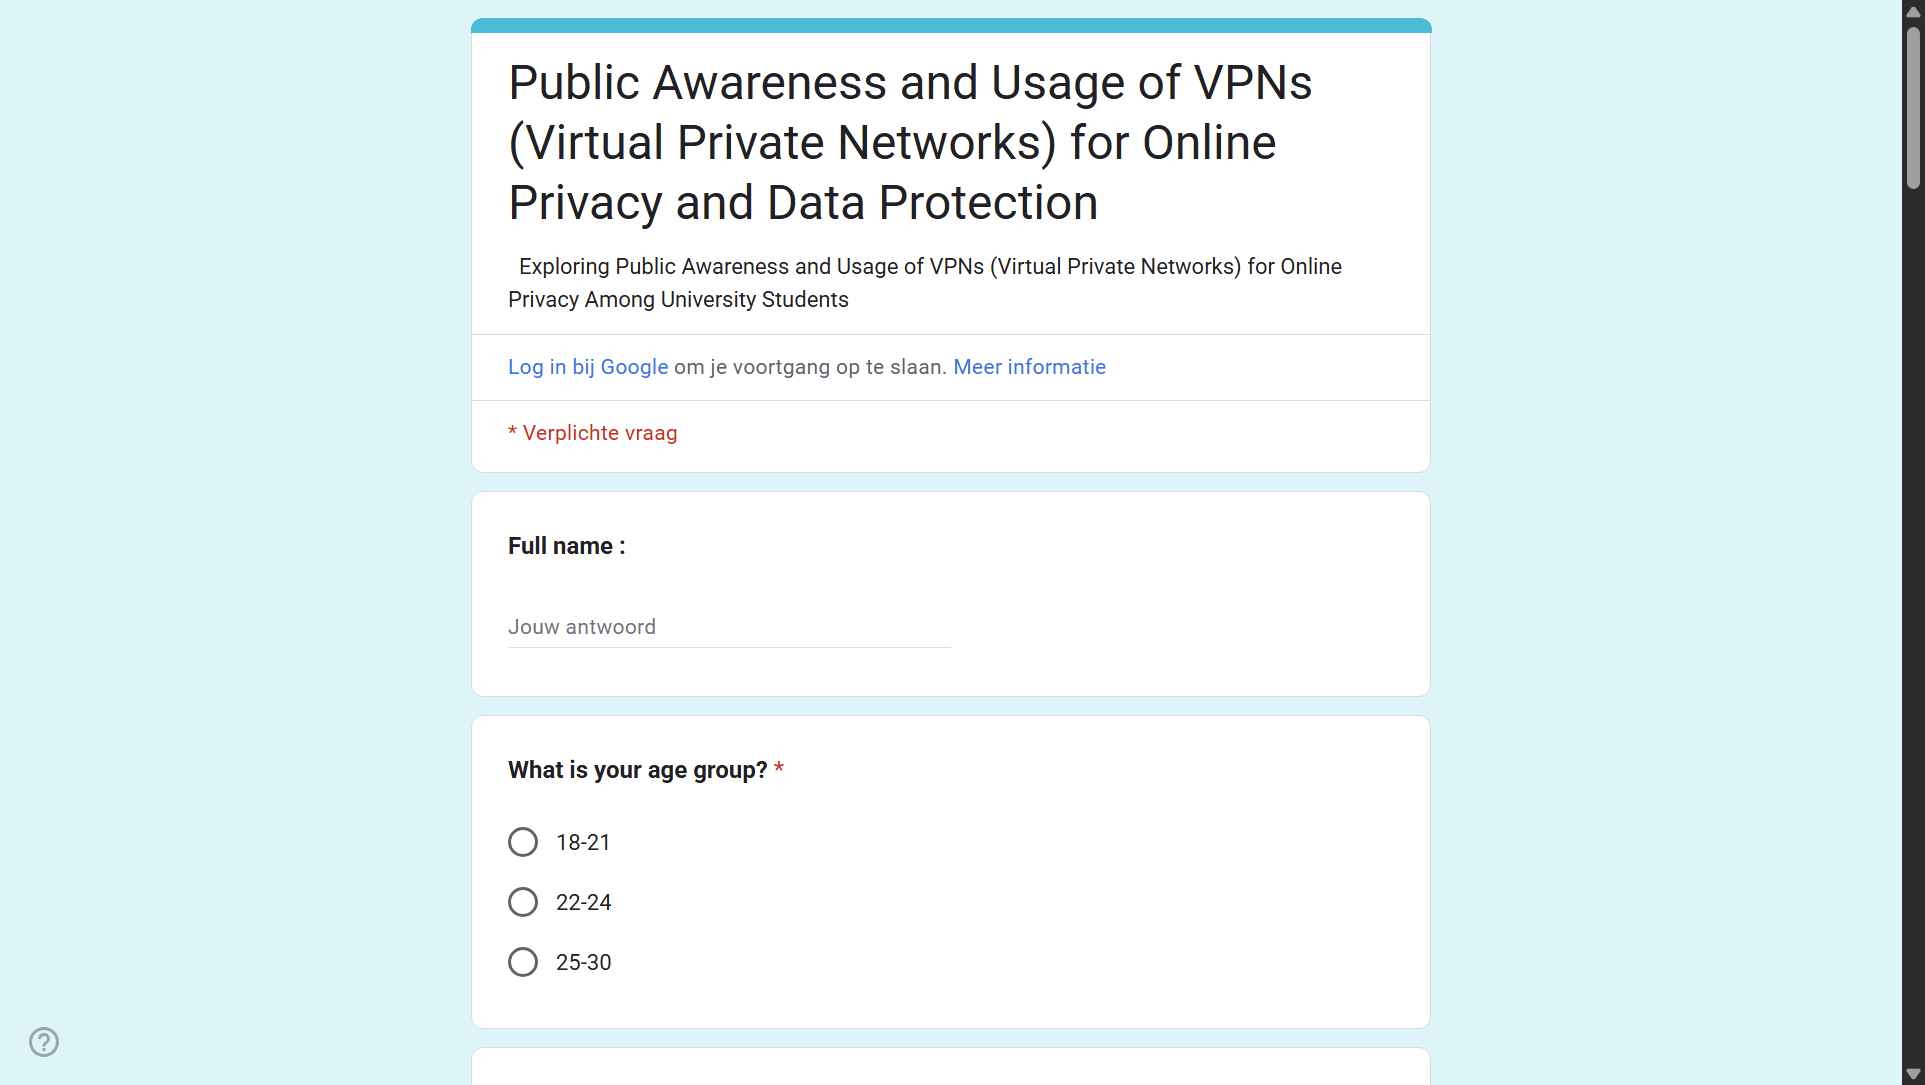 Public Awareness and Usage of VPNs
(Virtual Private Networks) for Online
Privacy and Data Protection
Exploring Public Awareness and Usage of VPNs (Virtual Private Networks) for Online
Privacy Among University Students
Log in bij Google om je voortgang op te slaan. Meer informatie
* Verplichte vraag
Full name :
Jouw antwoord
What is your age group? *
18-21
22-24
25-30